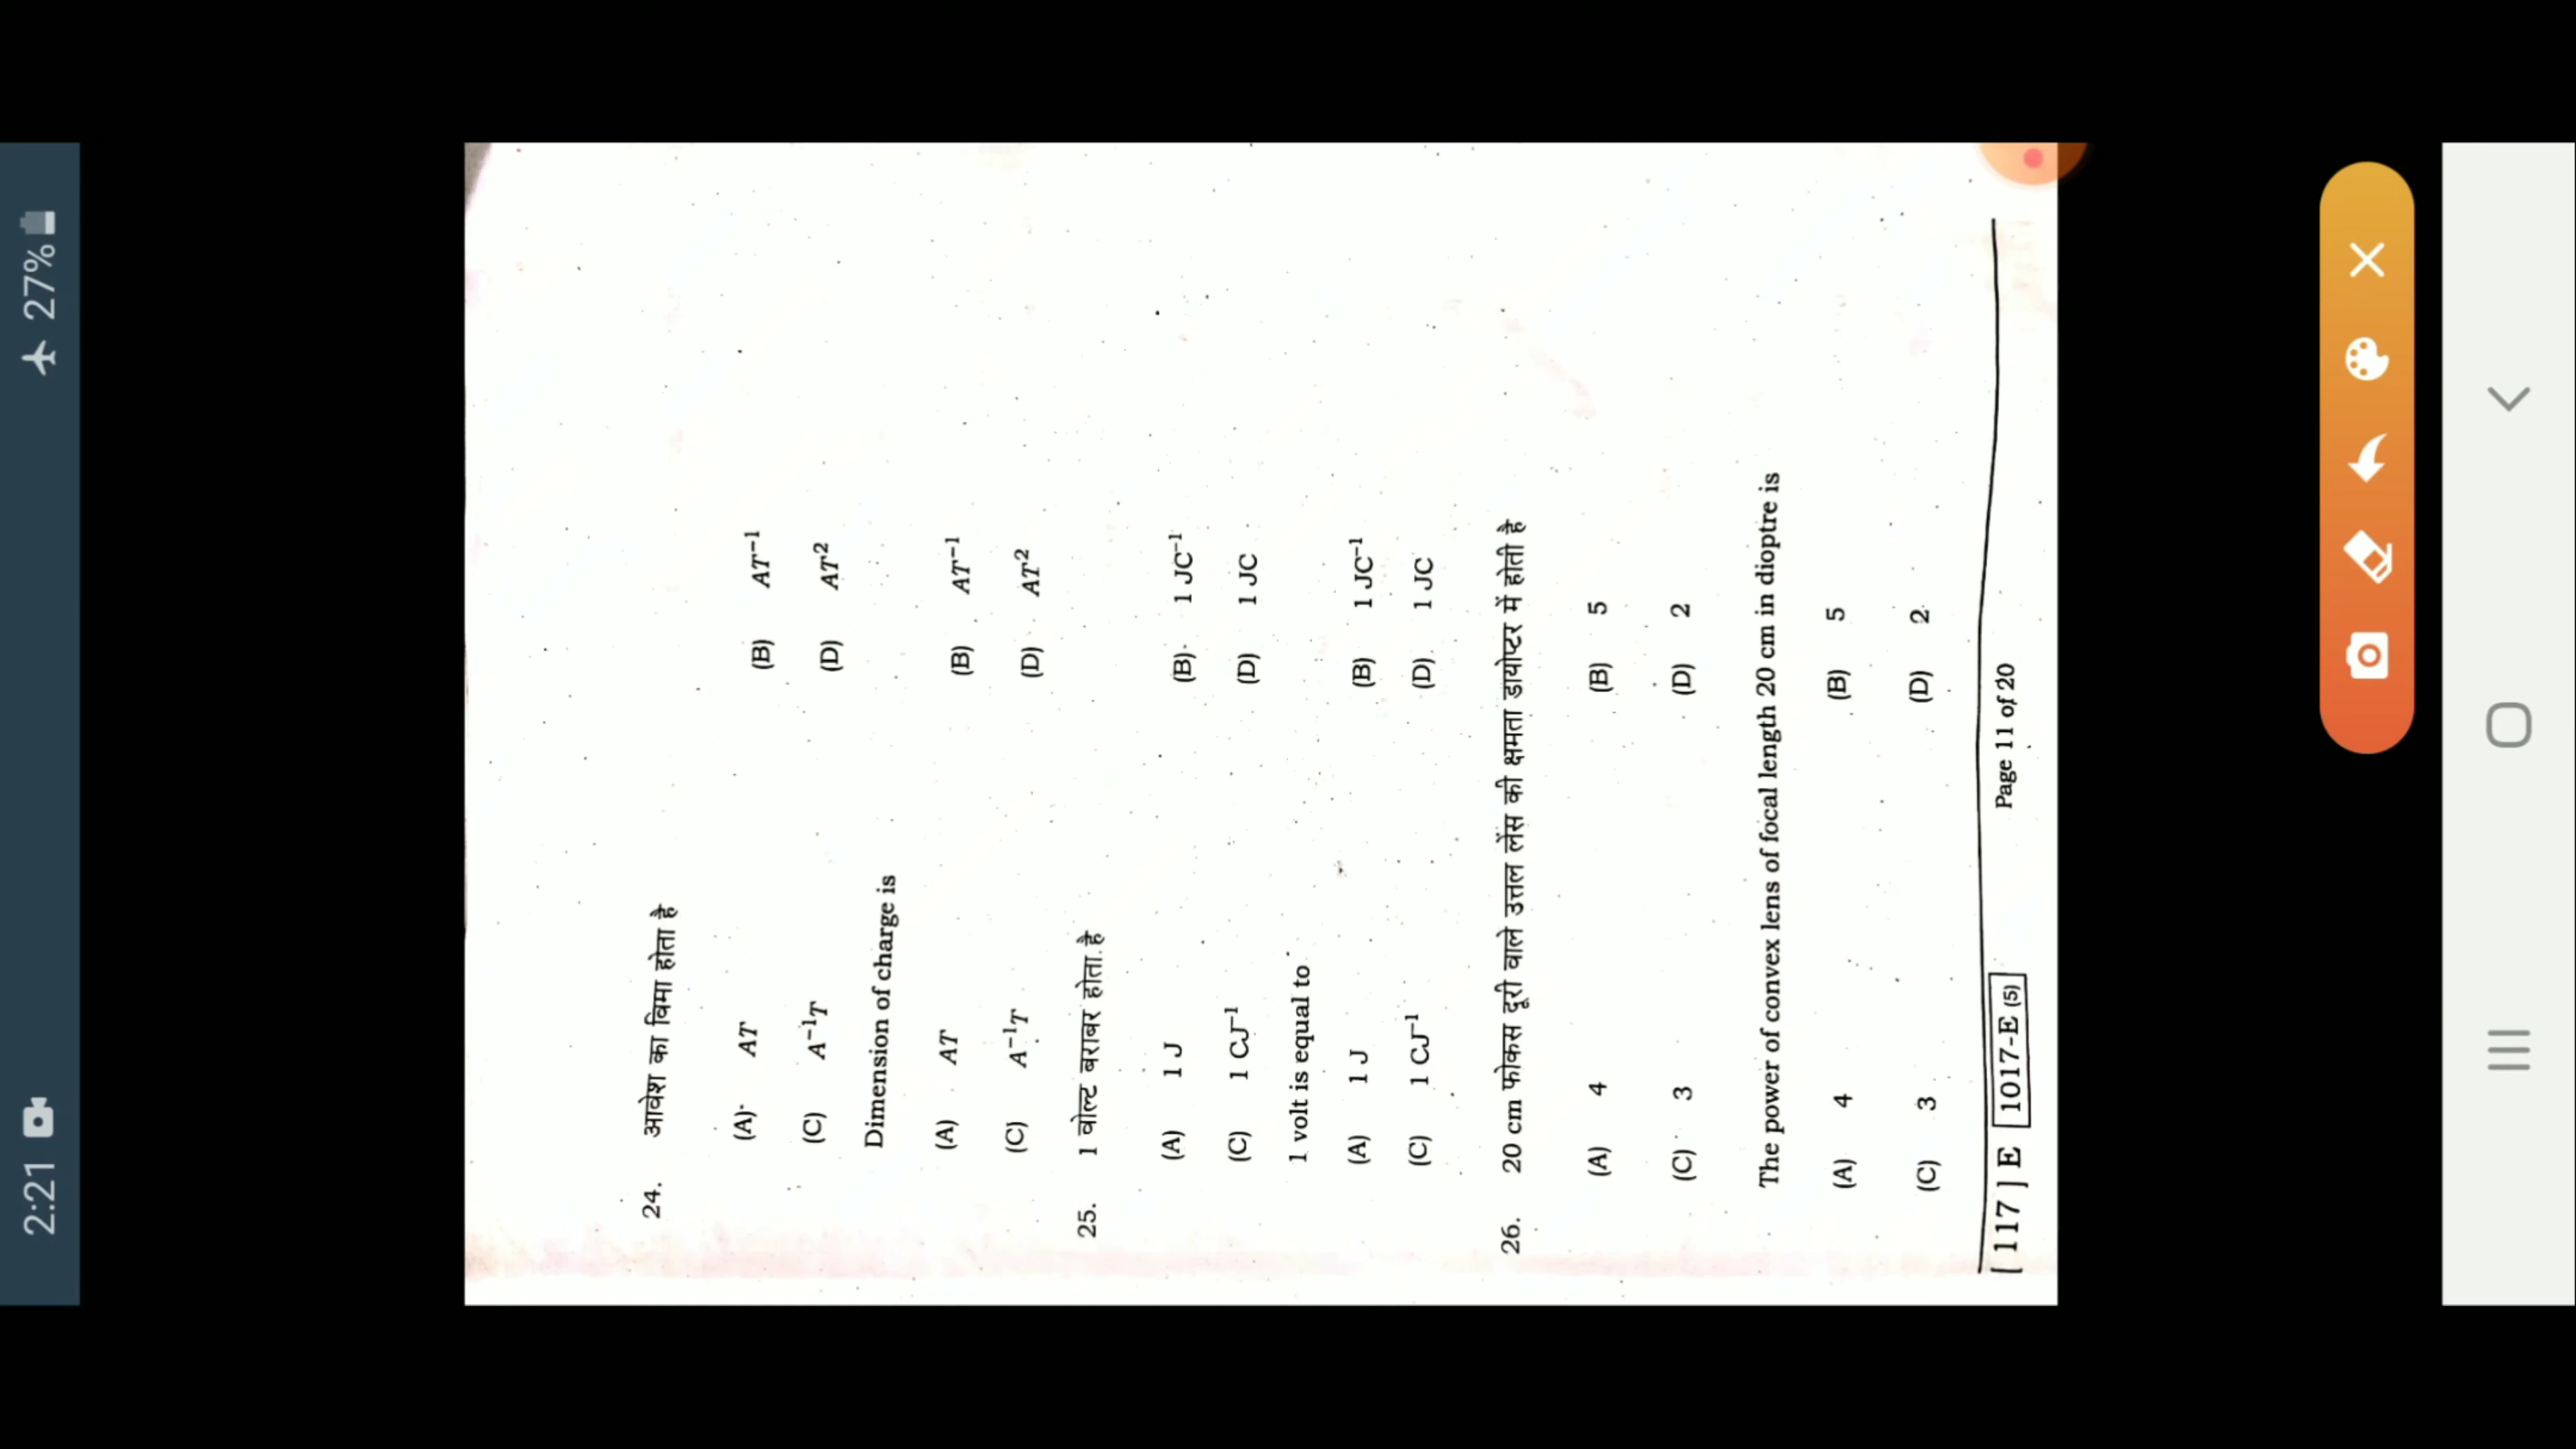 2:21
27%
24. आवेश का विमा होता है
(A) AT (B) AT⁻¹
(C) A⁻¹T (D) AT²
Dimension of charge is
(A) AT (B) AT⁻¹
(C) A⁻¹T (D) AT²
25. 1 वोल्ट बराबर होता है
(A) 1 J (B) 1 JC⁻¹
(C) 1 CJ⁻¹ (D) 1 JC
1 volt is equal to
(A) 1 J (B) 1 JC⁻¹
(C) 1 CJ⁻¹ (D) 1 JC
26. 20 cm फोकस दूरी वाले उत्तल लेंस की क्षमता डायोप्टर में होती है
(A) 4 (B) 5
(C) 3 (D) 2
The power of convex lens of focal length 20 cm in dioptre is
(A) 4 (B) 5
(C) 3 (D) 2
[ 117 ] E 1017-E (5) Page 11 of 20